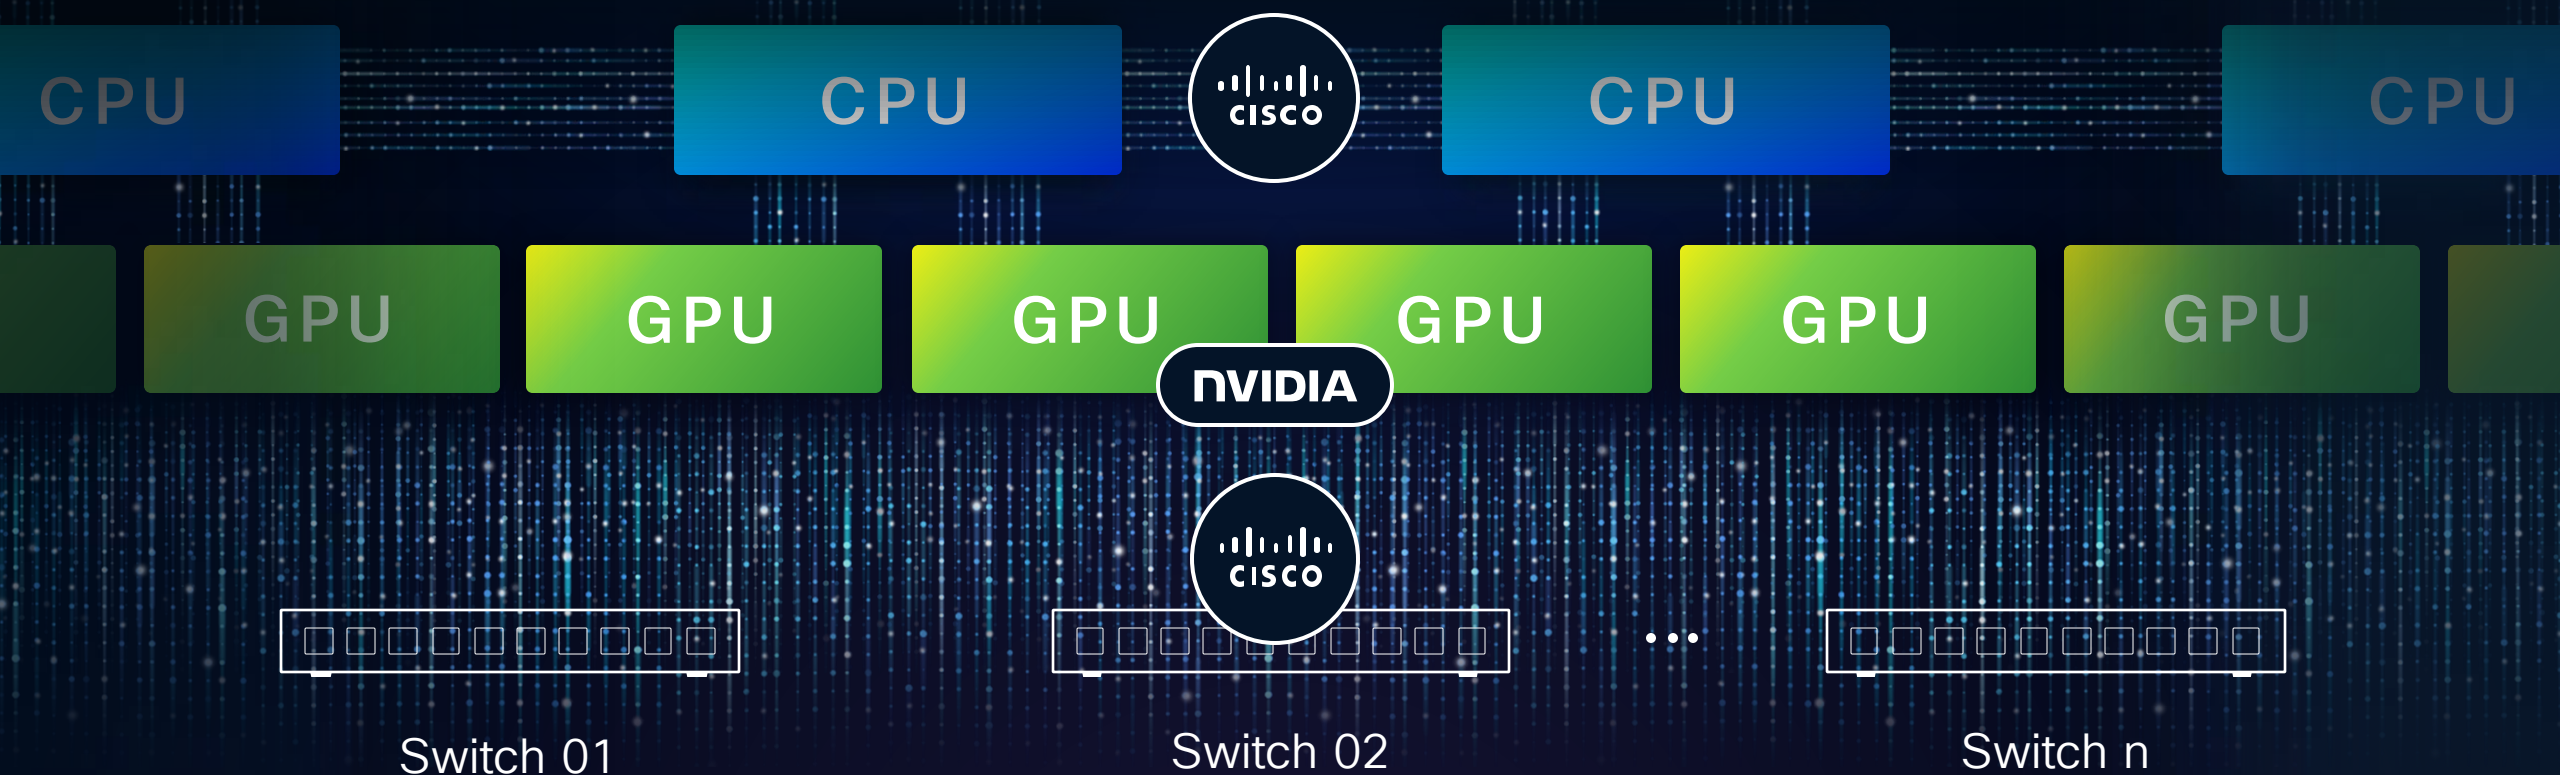 CPU CPU CISCO CPU CPU
GPU GPU GPU GPU GPU GPU
NVIDIA
CISCO
Switch 01 Switch 02 Switch n